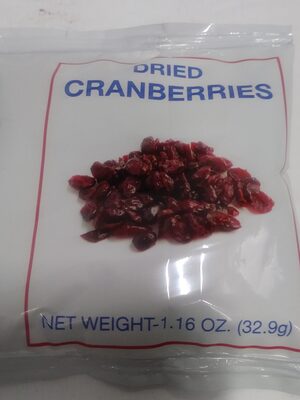 DRIED
CRANBERRIES
NET WEIGHT-1.16 OZ. (32.9g)